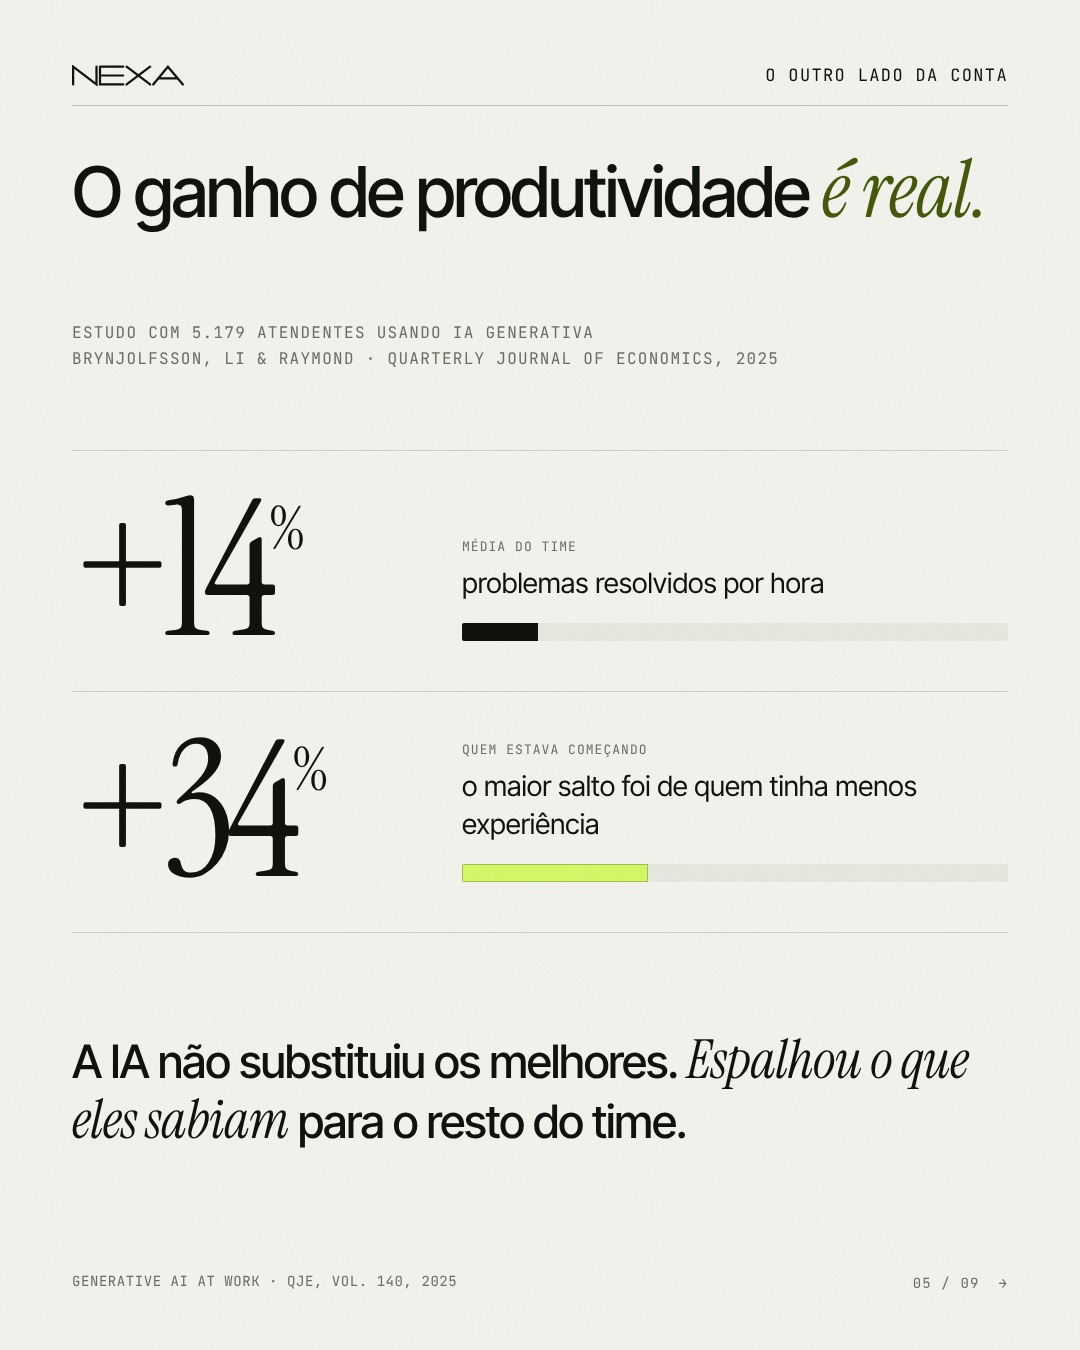 NEXA
O OUTRO LADO DA CONTA
O ganho de produtividade é real.
ESTUDO COM 5.179 ATENDENTES USANDO IA GENERATIVA
BRYNJOLFSSON, LI & RAYMOND · QUARTERLY JOURNAL OF ECONOMICS, 2025
+14%
MÉDIA DO TIME
problemas resolvidos por hora
+34%
QUEM ESTAVA COMEÇANDO
o maior salto foi de quem tinha menos
experiência
A IA não substituiu os melhores. Espalhou o que
eles sabiam para o resto do time.
GENERATIVE AI AT WORK · QJE, VOL. 140, 2025
05 / 09 →